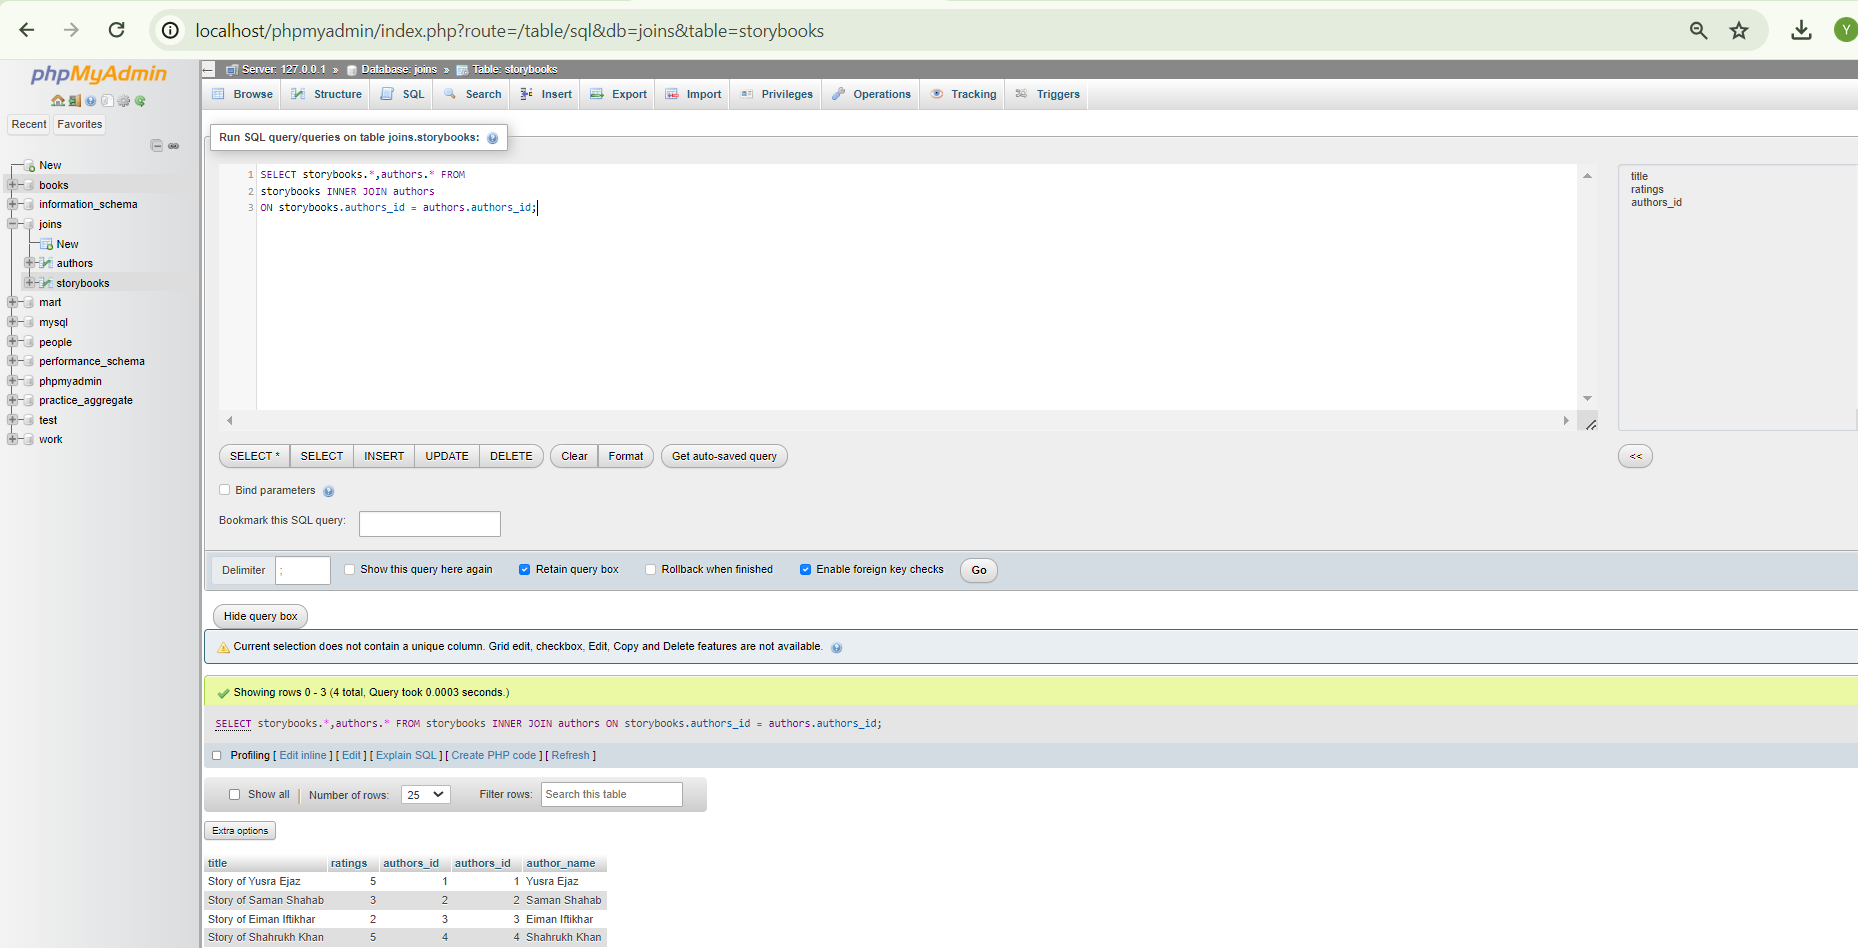 localhost/phpmyadmin/index.php?route=/table/sql&db=joins&table=storybooks
Y
phpMyAdmin
Recent
Favorites
New
books
information_schema
joins
New
authors
storybooks
mart
mysql
people
performance_schema
phpmyadmin
practice_aggregate
test
work
Server: 127.0.0.1 » Database: joins » Table: storybooks
Browse Structure SQL Search Insert Export Import Privileges Operations Tracking Triggers
Run SQL query/queries on table joins.storybooks:
1 SELECT storybooks.*,authors.* FROM
2 storybooks INNER JOIN authors
3 ON storybooks.authors_id = authors.authors_id;
title
ratings
authors_id
SELECT * SELECT INSERT UPDATE DELETE Clear Format Get auto-saved query <<
Bind parameters
Bookmark this SQL query:
Delimiter ; Show this query here again Retain query box Rollback when finished Enable foreign key checks Go
Hide query box
Current selection does not contain a unique column. Grid edit, checkbox, Edit, Copy and Delete features are not available.
Showing rows 0 - 3 (4 total, Query took 0.0003 seconds.)
SELECT storybooks.*,authors.* FROM storybooks INNER JOIN authors ON storybooks.authors_id = authors.authors_id;
Profiling [ Edit inline ] [ Edit ] [ Explain SQL ] [ Create PHP code ] [ Refresh ]
Show all Number of rows: 25 Filter rows: Search this table
Extra options
title ratings authors_id authors_id author_name
Story of Yusra Ejaz 5 1 1 Yusra Ejaz
Story of Saman Shahab 3 2 2 Saman Shahab
Story of Eiman Iftikhar 2 3 3 Eiman Iftikhar
Story of Shahrukh Khan 5 4 4 Shahrukh Khan